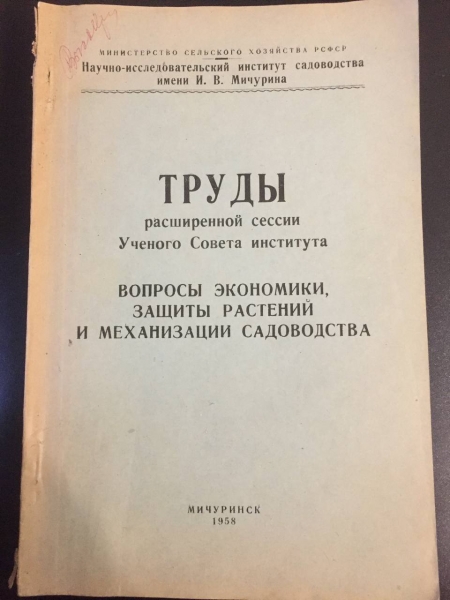 МИНИСТЕРСТВО СЕЛЬСКОГО ХОЗЯЙСТВА РСФСР
Научно-исследовательский институт садоводства
имени И. В. Мичурина
ТРУДЫ
расширенной сессии
Ученого Совета института
ВОПРОСЫ ЭКОНОМИКИ,
ЗАЩИТЫ РАСТЕНИЙ
И МЕХАНИЗАЦИИ САДОВОДСТВА
МИЧУРИНСК
1958